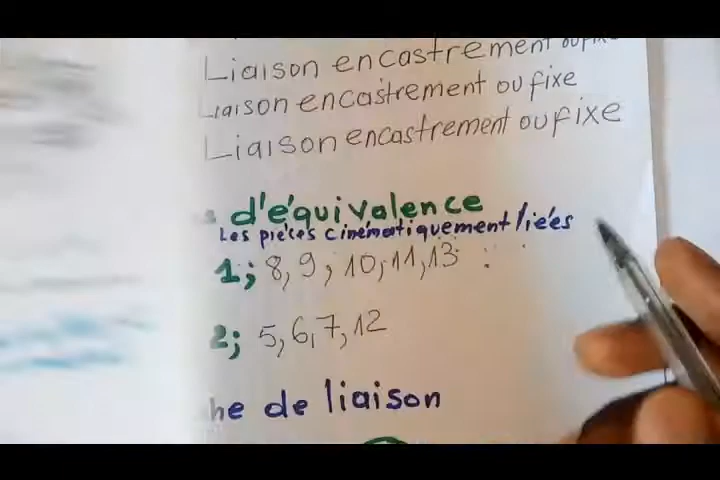 Liaison encastrement ou fixe
Liaison encastrement ou fixe
Liaison encastrement ou fixe
s d'équivalence
Les pièces cinématiquement liées
1; 8, 9, 10, 11, 13
2; 5, 6, 7, 12
he de liaison